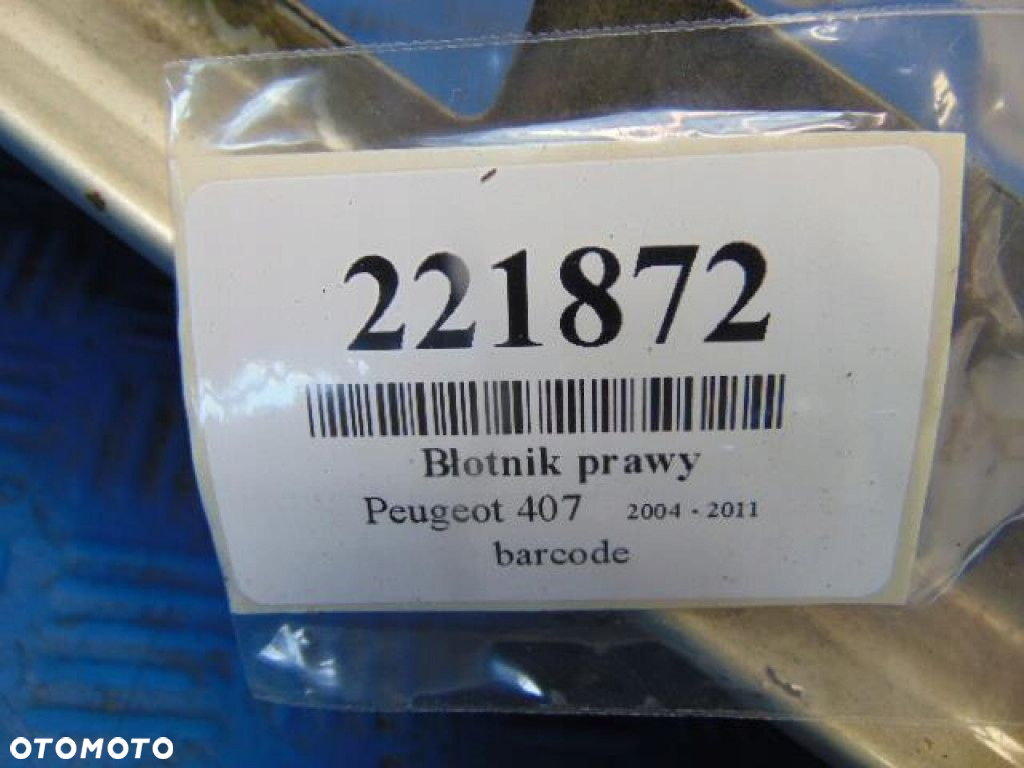 221872
Błotnik prawy
Peugeot 407 2004 - 2011
barcode
OTOMOTO